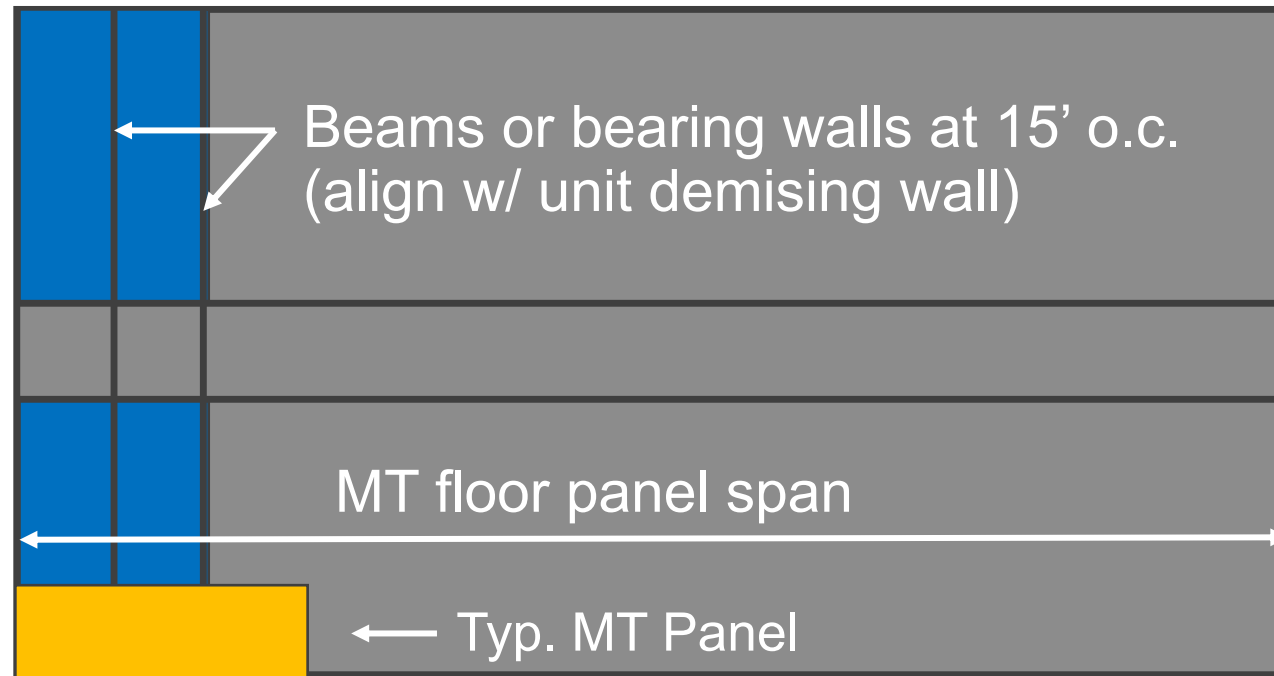 Beams or bearing walls at 15’ o.c.
(align w/ unit demising wall)
MT floor panel span
Typ. MT Panel